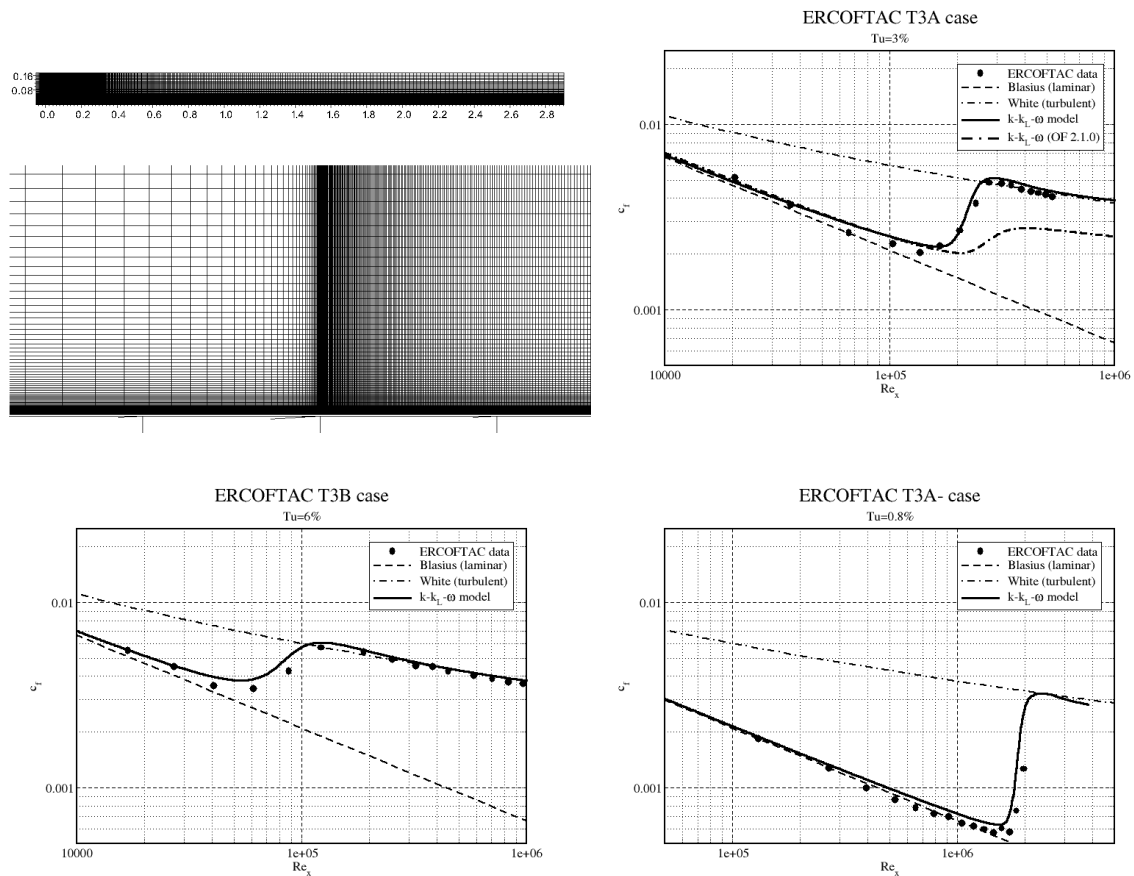 0.16
0.08
0.0 0.2 0.4 0.6 0.8 1.0 1.2 1.4 1.6 1.8 2.0 2.2 2.4 2.6 2.8
ERCOFTAC T3A case
Tu=3%
ERCOFTAC data
Blasius (laminar)
White (turbulent)
k-k_L-ω model
k-k_L-ω (OF 2.1.0)
0.01
c_f
0.001
10000 1e+05 1e+06
Re_x
ERCOFTAC T3B case
Tu=6%
ERCOFTAC data
Blasius (laminar)
White (turbulent)
k-k_L-ω model
0.01
c_f
0.001
10000 1e+05 1e+06
Re_x
ERCOFTAC T3A- case
Tu=0.8%
ERCOFTAC data
Blasius (laminar)
White (turbulent)
k-k_L-ω model
0.01
c_f
0.001
1e+05 1e+06
Re_x